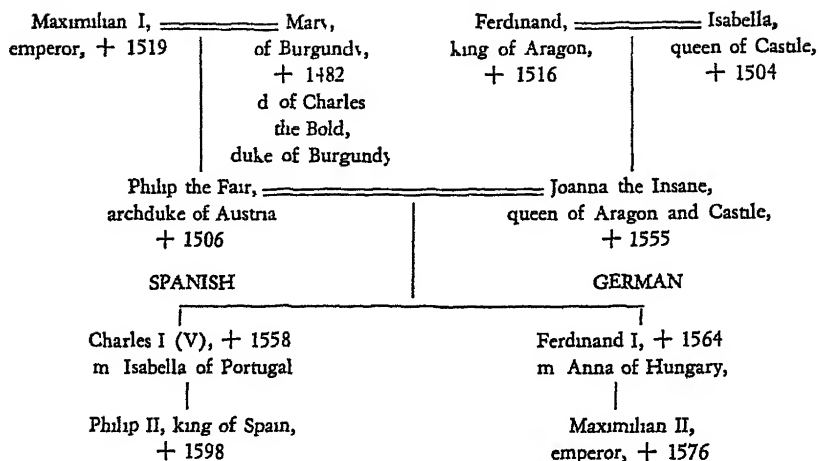 Maximilian I,
emperor, + 1519
Mary,
of Burgundy,
+ 1482
d of Charles
the Bold,
duke of Burgundy
Ferdinand,
king of Aragon,
+ 1516
Isabella,
queen of Castile,
+ 1504
Philip the Fair,
archduke of Austria
+ 1506
Joanna the Insane,
queen of Aragon and Castile,
+ 1555
SPANISH
GERMAN
Charles I (V), + 1558
m Isabella of Portugal
Ferdinand I, + 1564
m Anna of Hungary,
Philip II, king of Spain,
+ 1598
Maximilian II,
emperor, + 1576